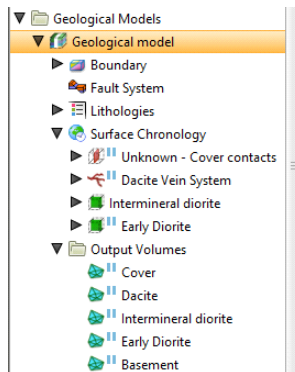 Geological Models
Geological model
Boundary
Fault System
Lithologies
Surface Chronology
Unknown - Cover contacts
Dacite Vein System
Intermineral diorite
Early Diorite
Output Volumes
Cover
Dacite
Intermineral diorite
Early Diorite
Basement